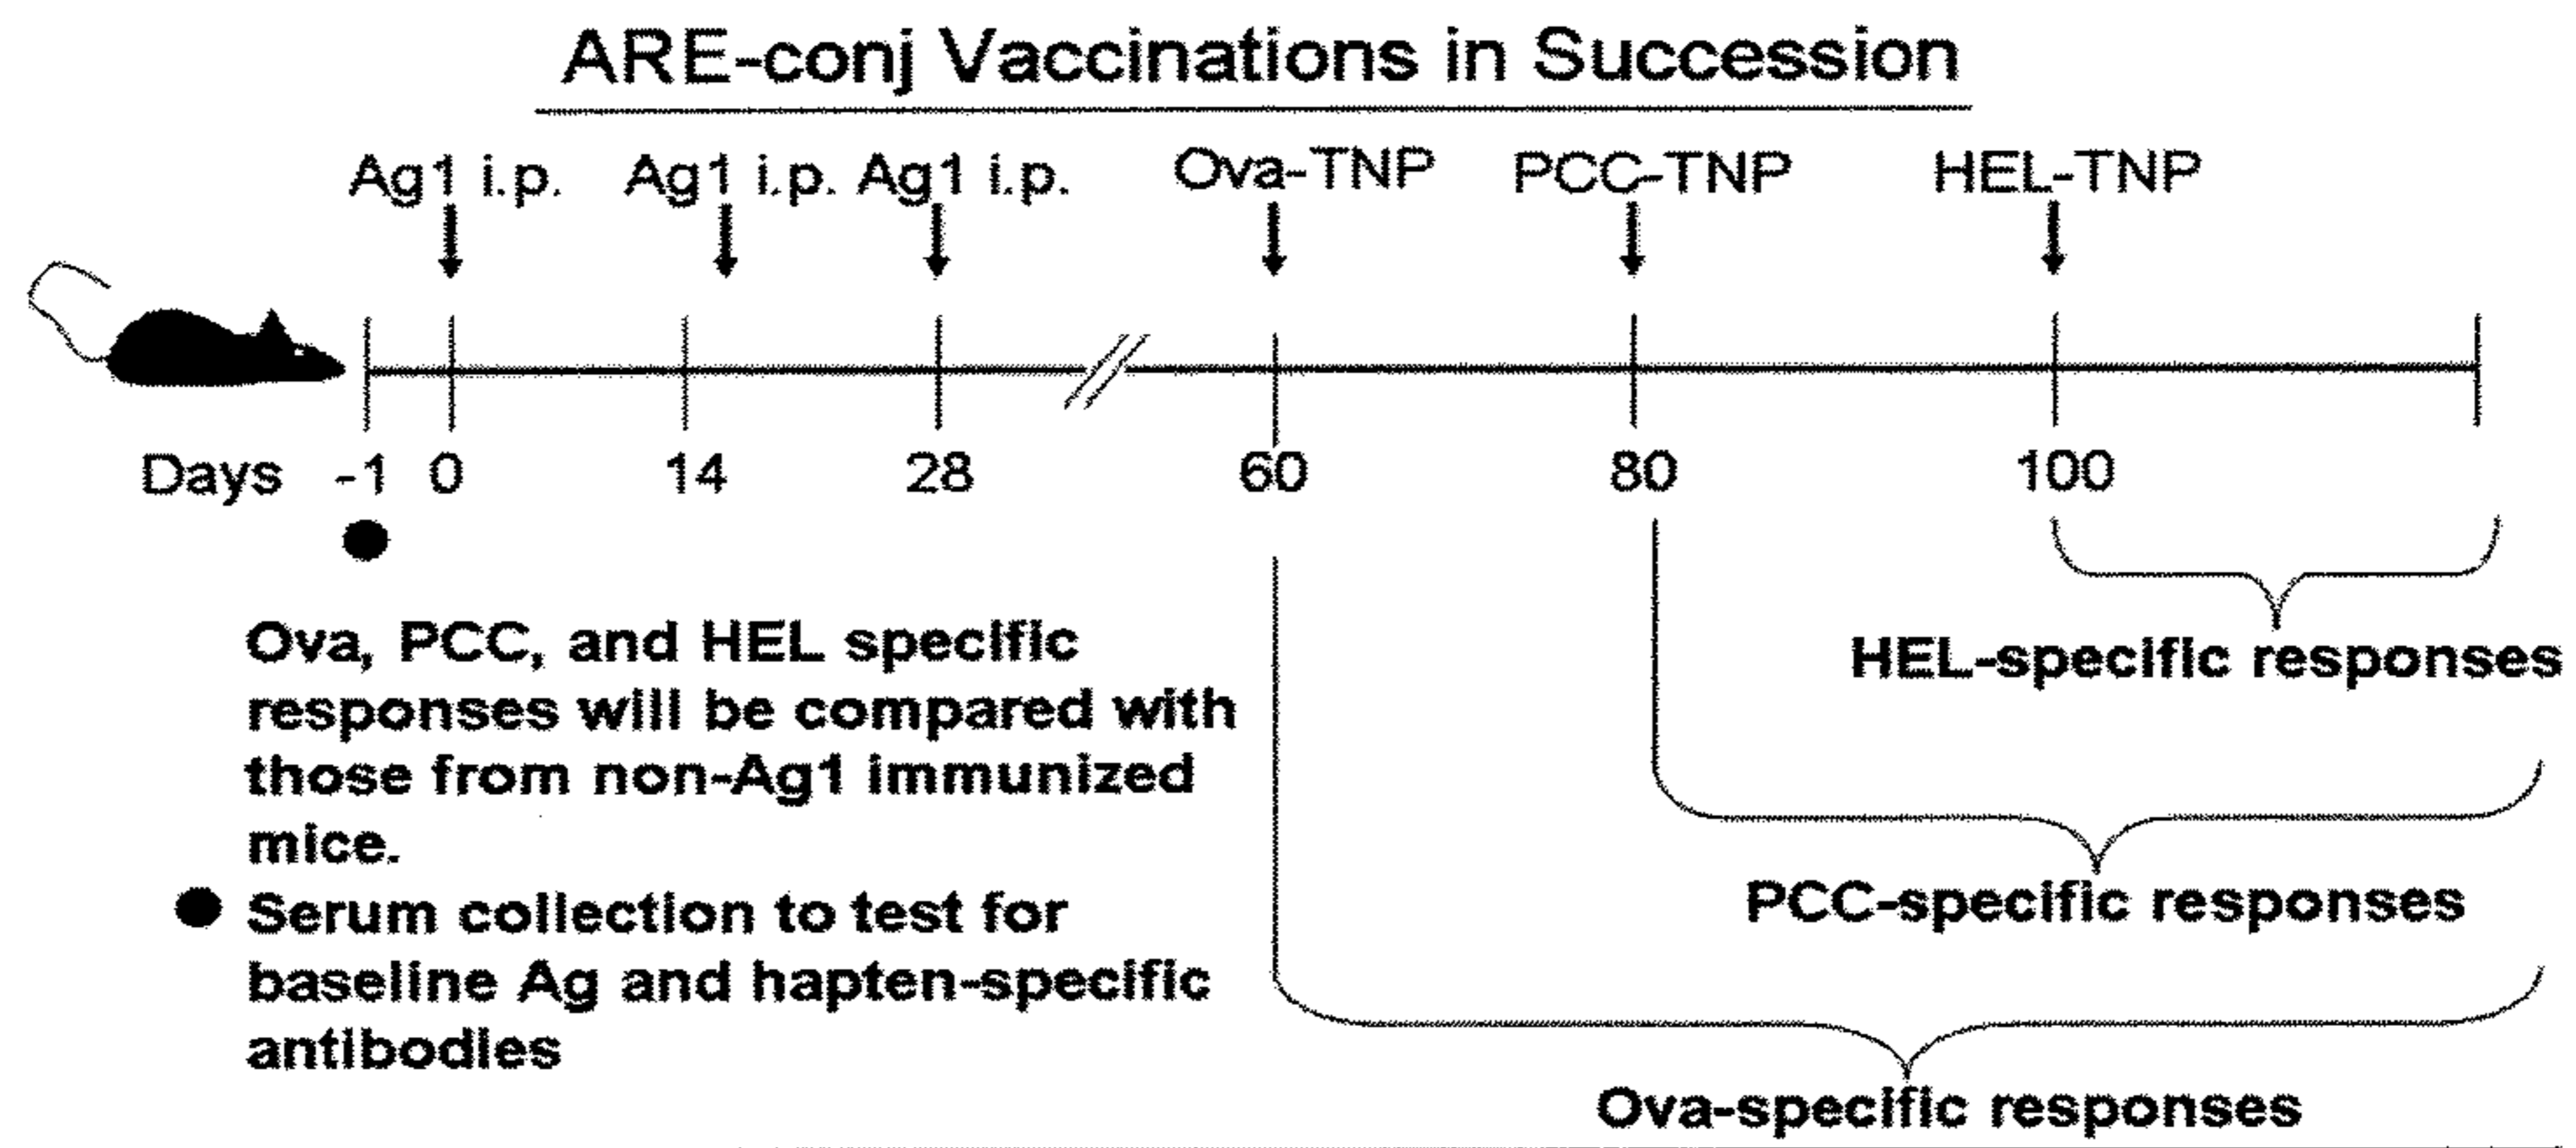 ARE-conj Vaccinations in Succession
Ag1 i.p. Ag1 i.p. Ag1 i.p. Ova-TNP PCC-TNP HEL-TNP
Days -1 0 14 28 60 80 100
Ova, PCC, and HEL specific
responses will be compared with
those from non-Ag1 immunized
mice.
● Serum collection to test for
baseline Ag and hapten-specific
antibodies
HEL-specific responses
PCC-specific responses
Ova-specific responses